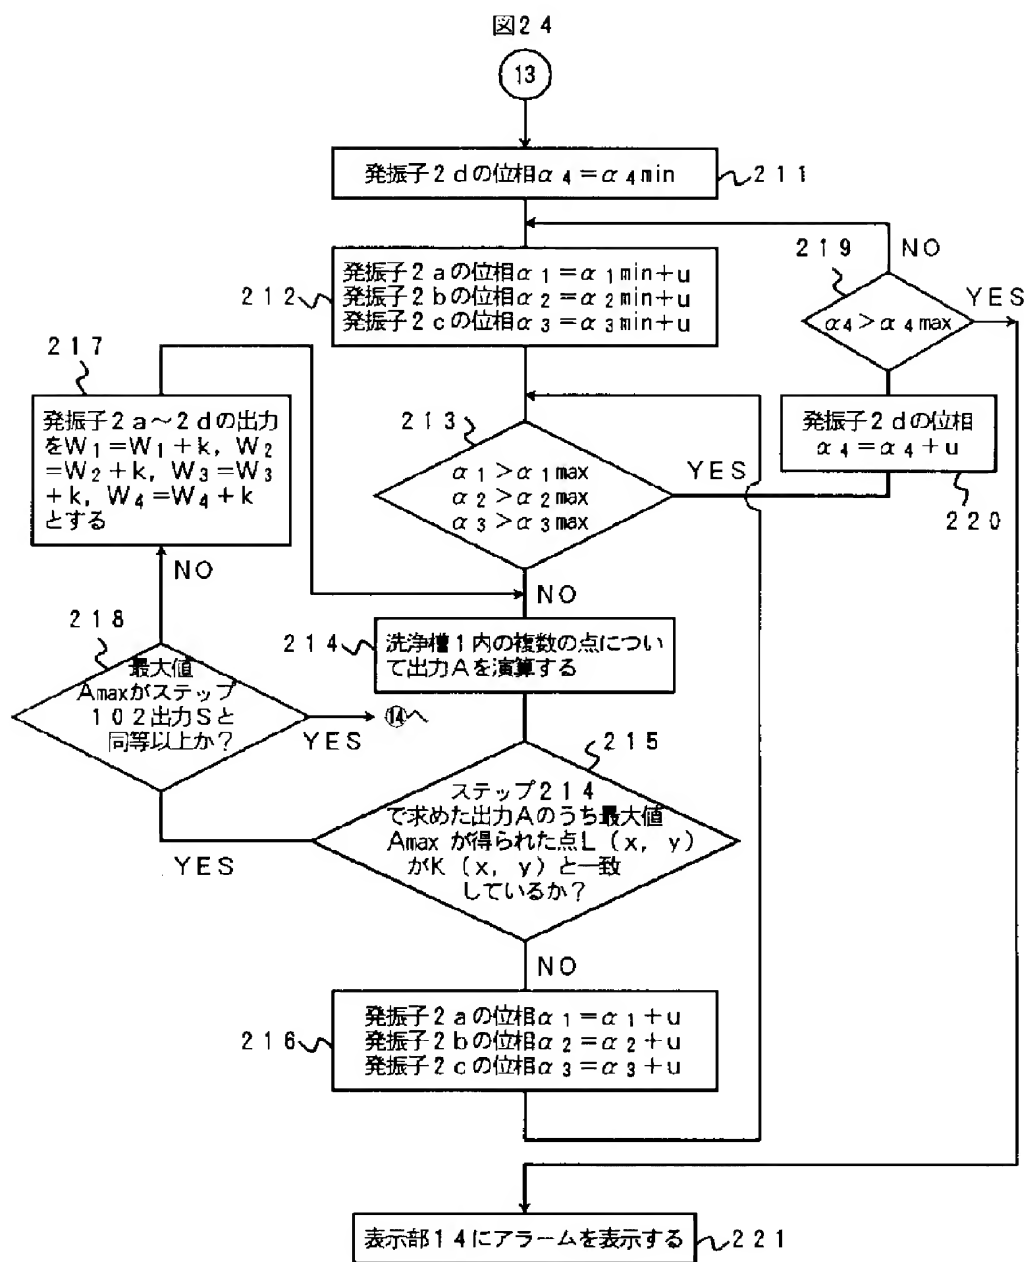 図24
13
発振子2dの位相α4=α4min
211
発振子2aの位相α1=α1min+u
発振子2bの位相α2=α2min+u
発振子2cの位相α3=α3min+u
212
219
NO
YES
α4>α4max
217
発振子2a~2dの出力
をW1=W1+k, W2
=W2+k, W3=W3
+k, W4=W4+k
とする
213
α1>α1max
α2>α2max
α3>α3max
YES
発振子2dの位相
α4=α4+u
220
NO
NO
218
最大値
Amaxがステップ
102出力Sと
同等以上か?
YES
⑭へ
214
洗浄槽1内の複数の点につい
て出力Aを演算する
215
ステップ214
で求めた出力Aのうち最大値
Amax が得られた点L(x, y)
がK(x, y)と一致
しているか?
YES
NO
216
発振子2aの位相α1=α1+u
発振子2bの位相α2=α2+u
発振子2cの位相α3=α3+u
表示部14にアラームを表示する
221